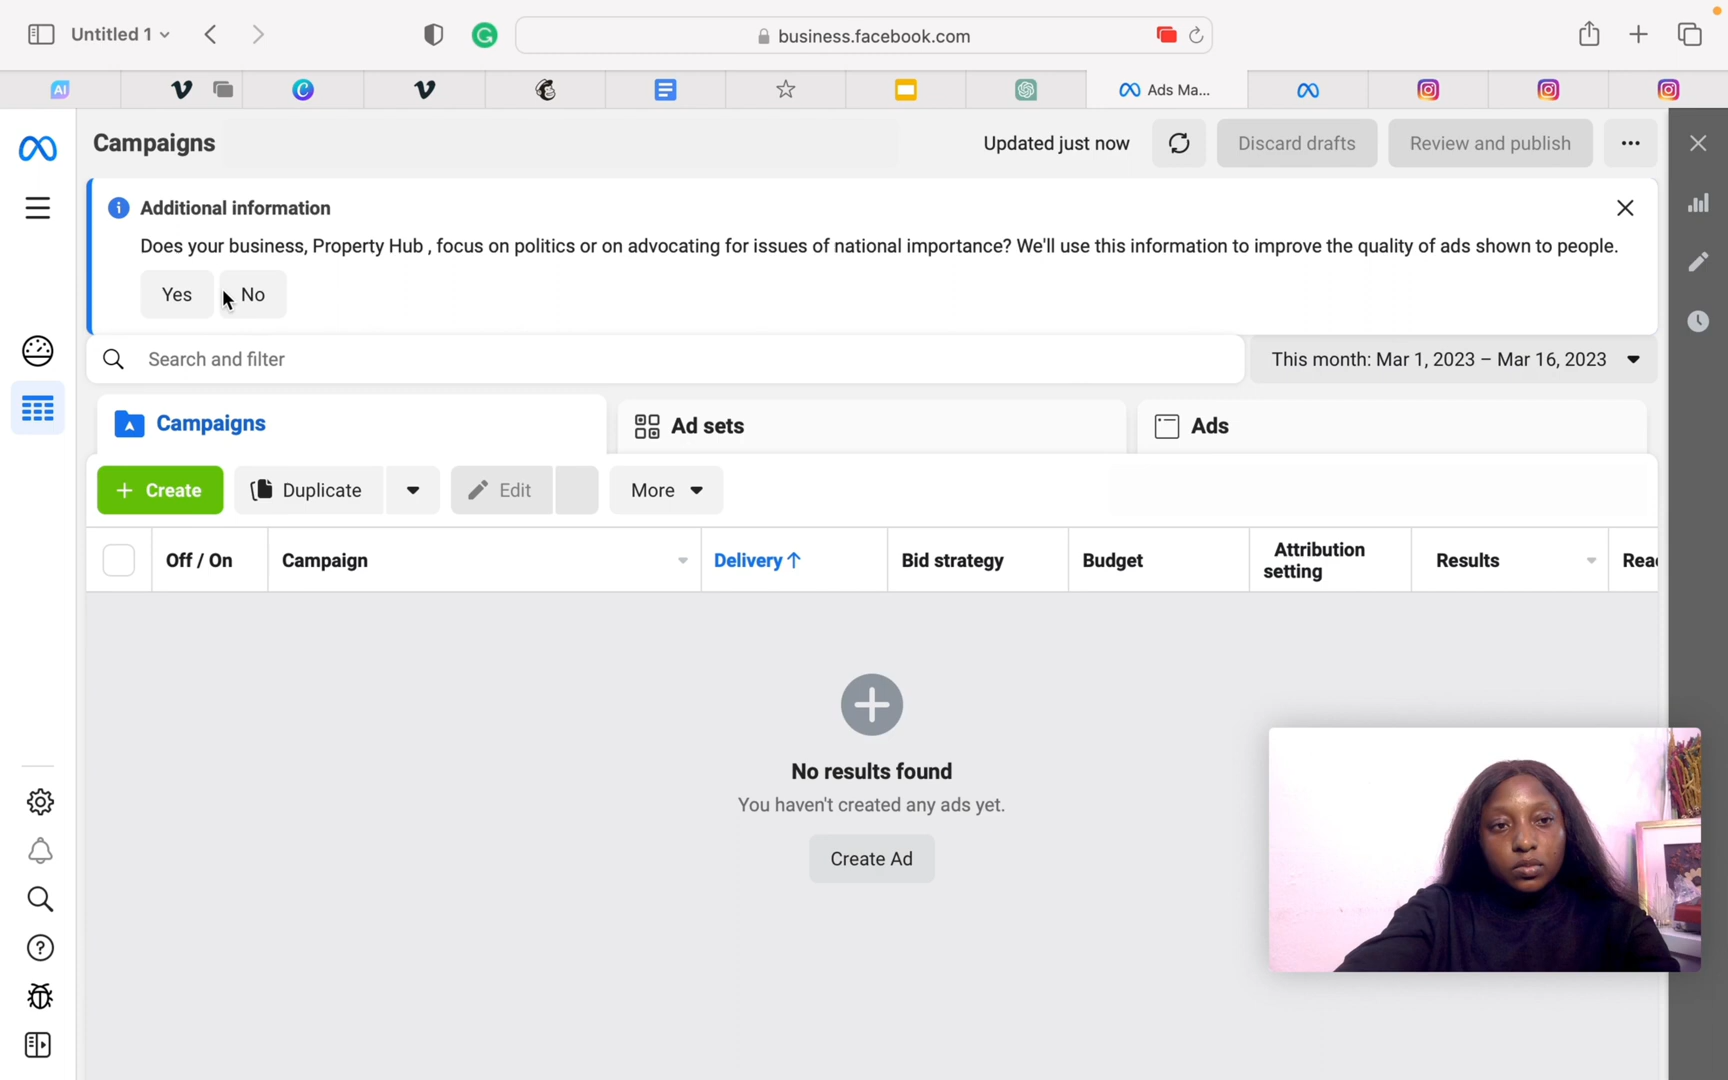 Untitled 1
business.facebook.com
AI
Ads Ma...
Campaigns
Updated just now
Discard drafts
Review and publish
Additional information
Does your business, Property Hub , focus on politics or on advocating for issues of national importance? We'll use this information to improve the quality of ads shown to people.
Yes
No
Search and filter
This month: Mar 1, 2023 – Mar 16, 2023
Campaigns
Ad sets
Ads
+ Create
Duplicate
Edit
More
Off / On
Campaign
Delivery ↑
Bid strategy
Budget
Attribution
setting
Results
Rea
No results found
You haven't created any ads yet.
Create Ad